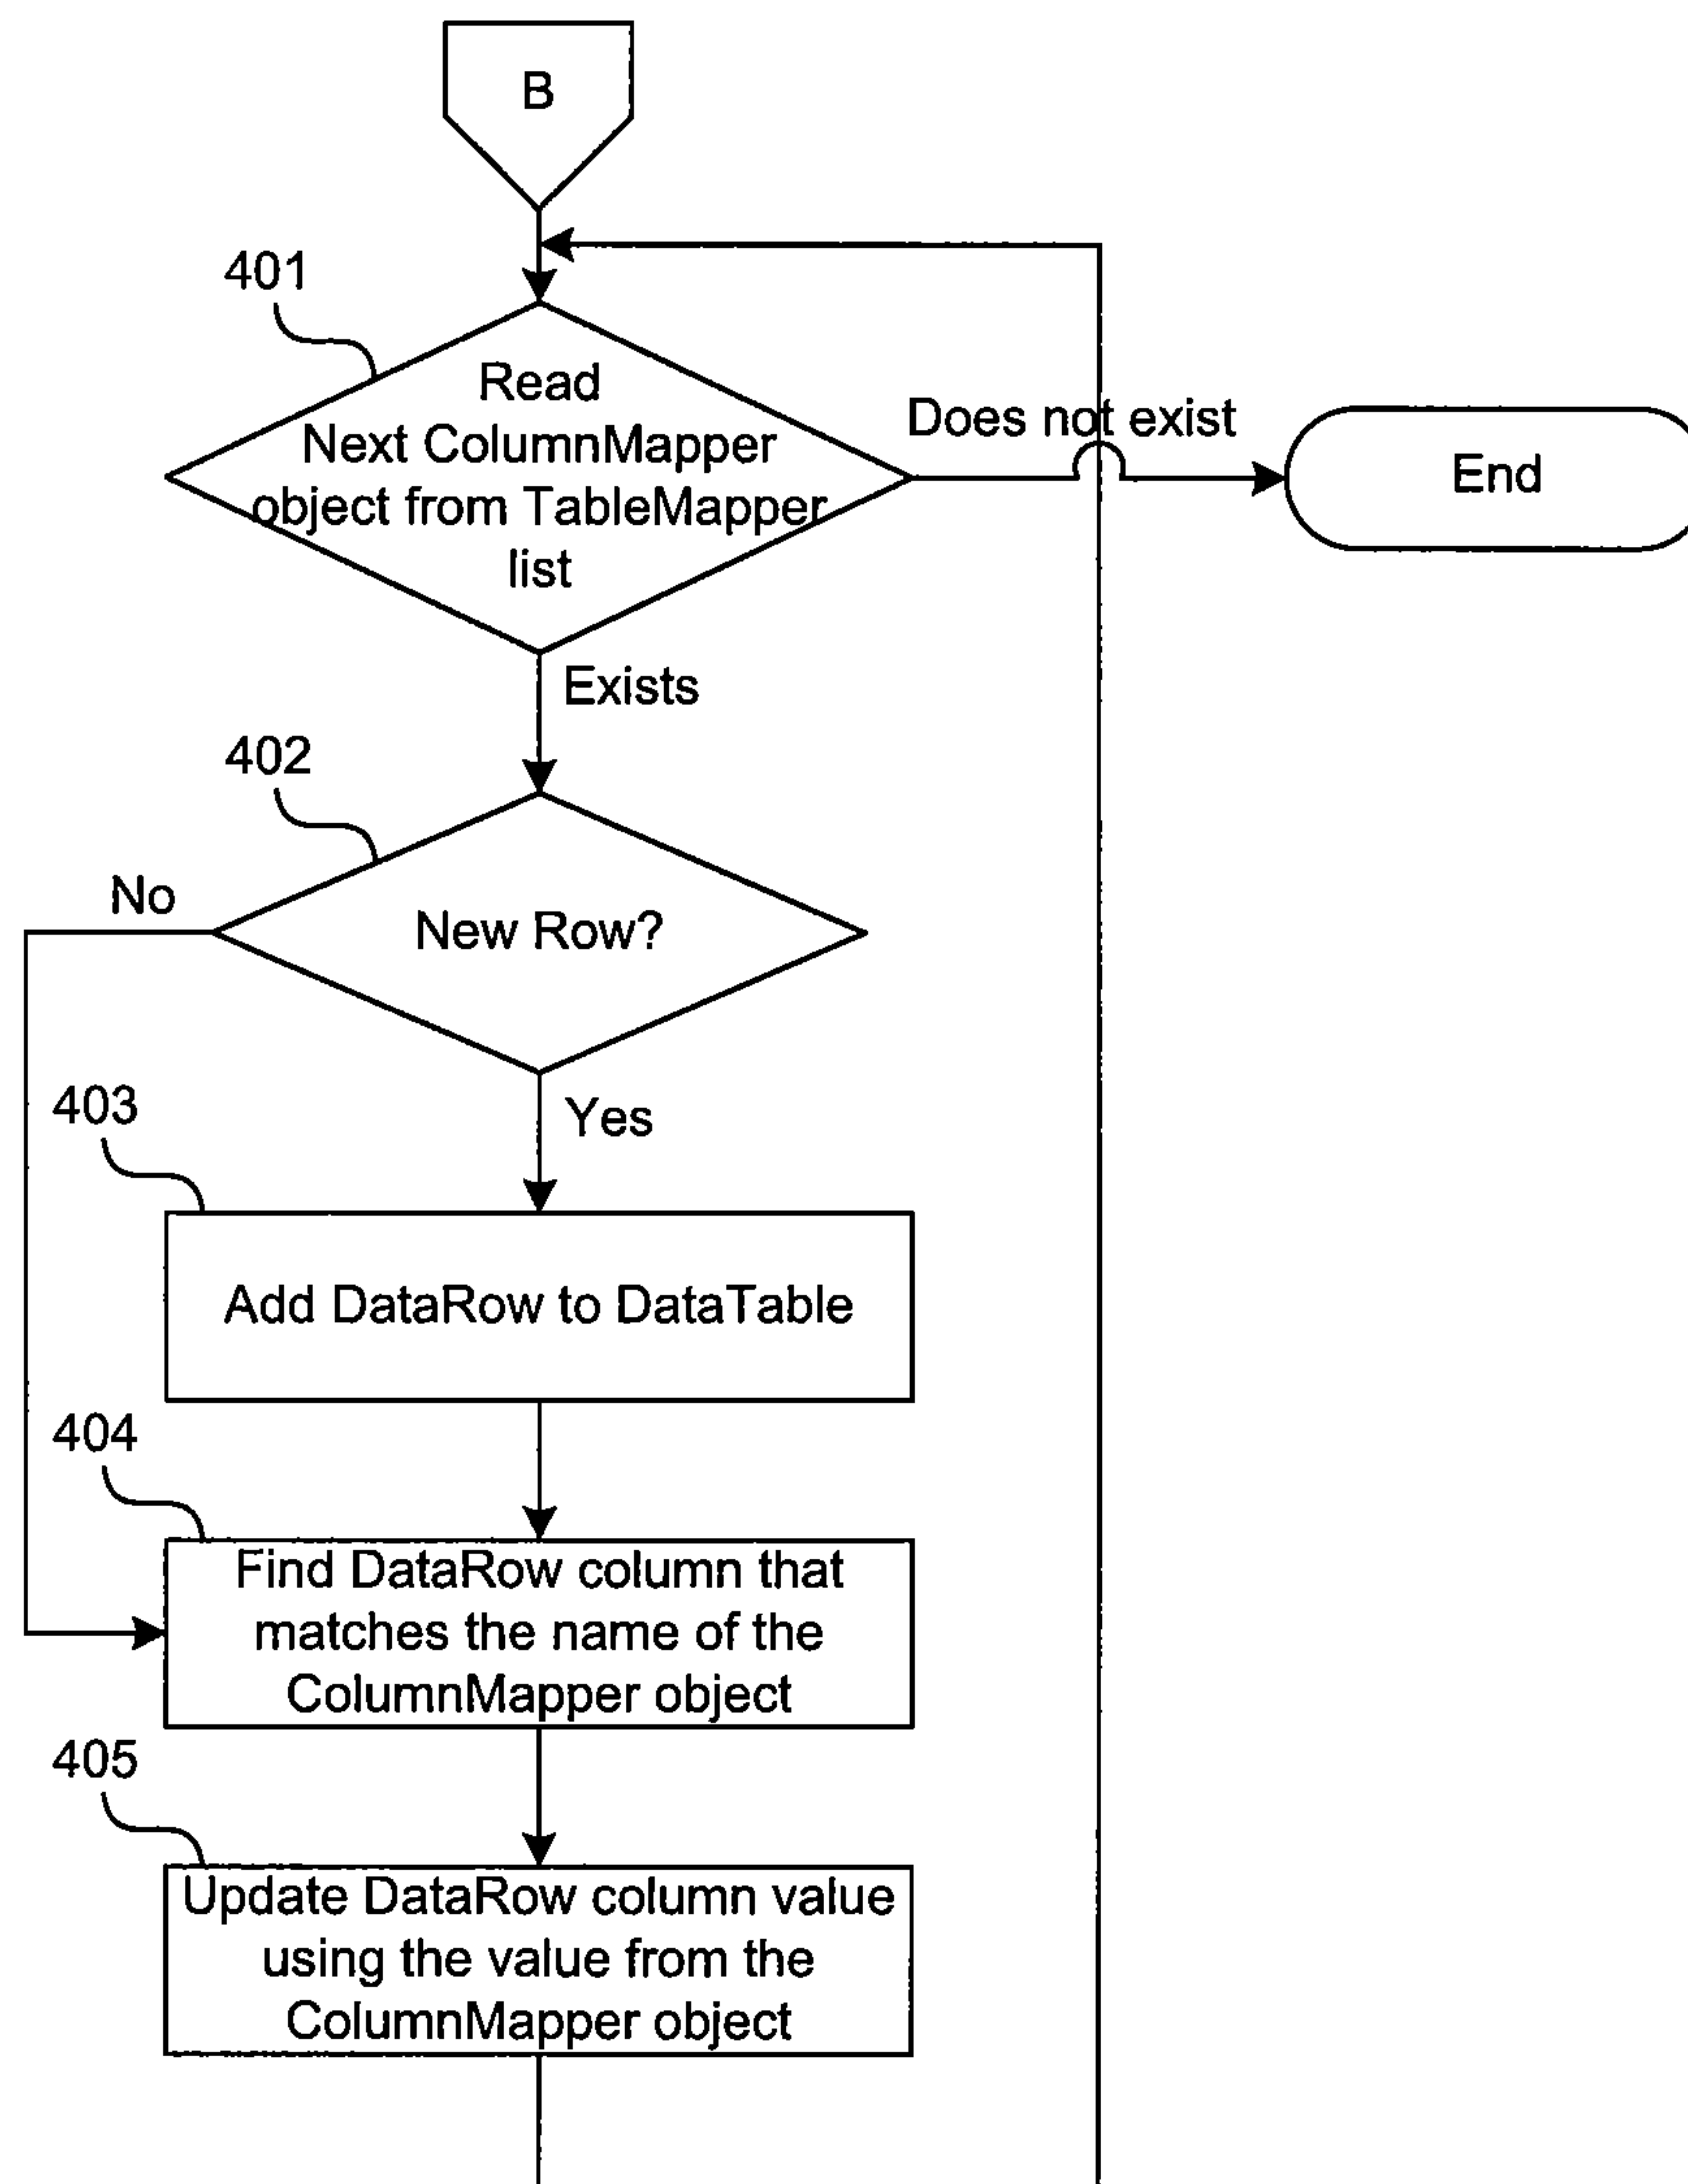 B
401
Read
Next ColumnMapper
object from TableMapper
list
Does not exist
End
Exists
402
No
New Row?
403
Yes
Add DataRow to DataTable
404
Find DataRow column that
matches the name of the
ColumnMapper object
405
Update DataRow column value
using the value from the
ColumnMapper object